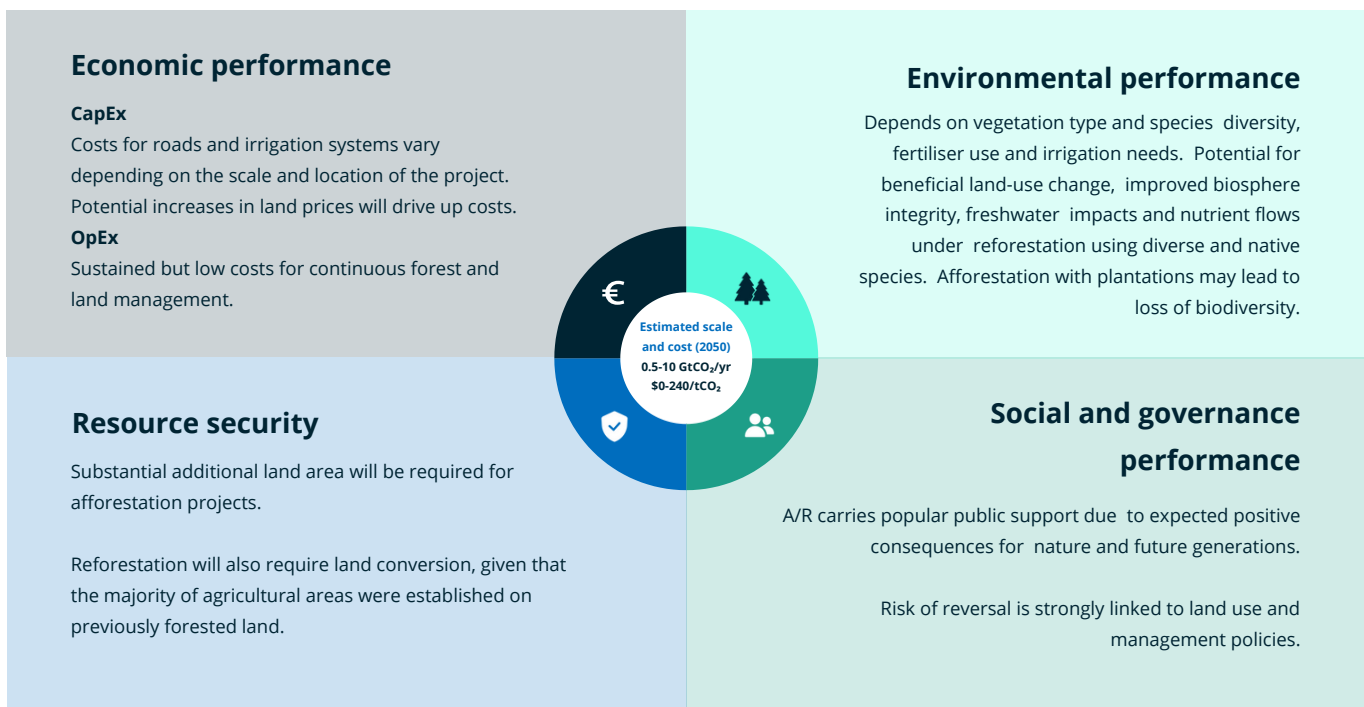 Economic performance
CapEx
Costs for roads and irrigation systems vary
depending on the scale and location of the project.
Potential increases in land prices will drive up costs.
OpEx
Sustained but low costs for continuous forest and
land management.
Environmental performance
Depends on vegetation type and species diversity,
fertiliser use and irrigation needs. Potential for
beneficial land-use change, improved biosphere
integrity, freshwater impacts and nutrient flows
under reforestation using diverse and native
species. Afforestation with plantations may lead to
loss of biodiversity.
€
Estimated scale
and cost (2050)
0.5-10 GtCO₂/yr
$0-240/tCO₂
Resource security
Substantial additional land area will be required for
afforestation projects.
Reforestation will also require land conversion, given that
the majority of agricultural areas were established on
previously forested land.
Social and governance
performance
A/R carries popular public support due to expected positive
consequences for nature and future generations.
Risk of reversal is strongly linked to land use and
management policies.